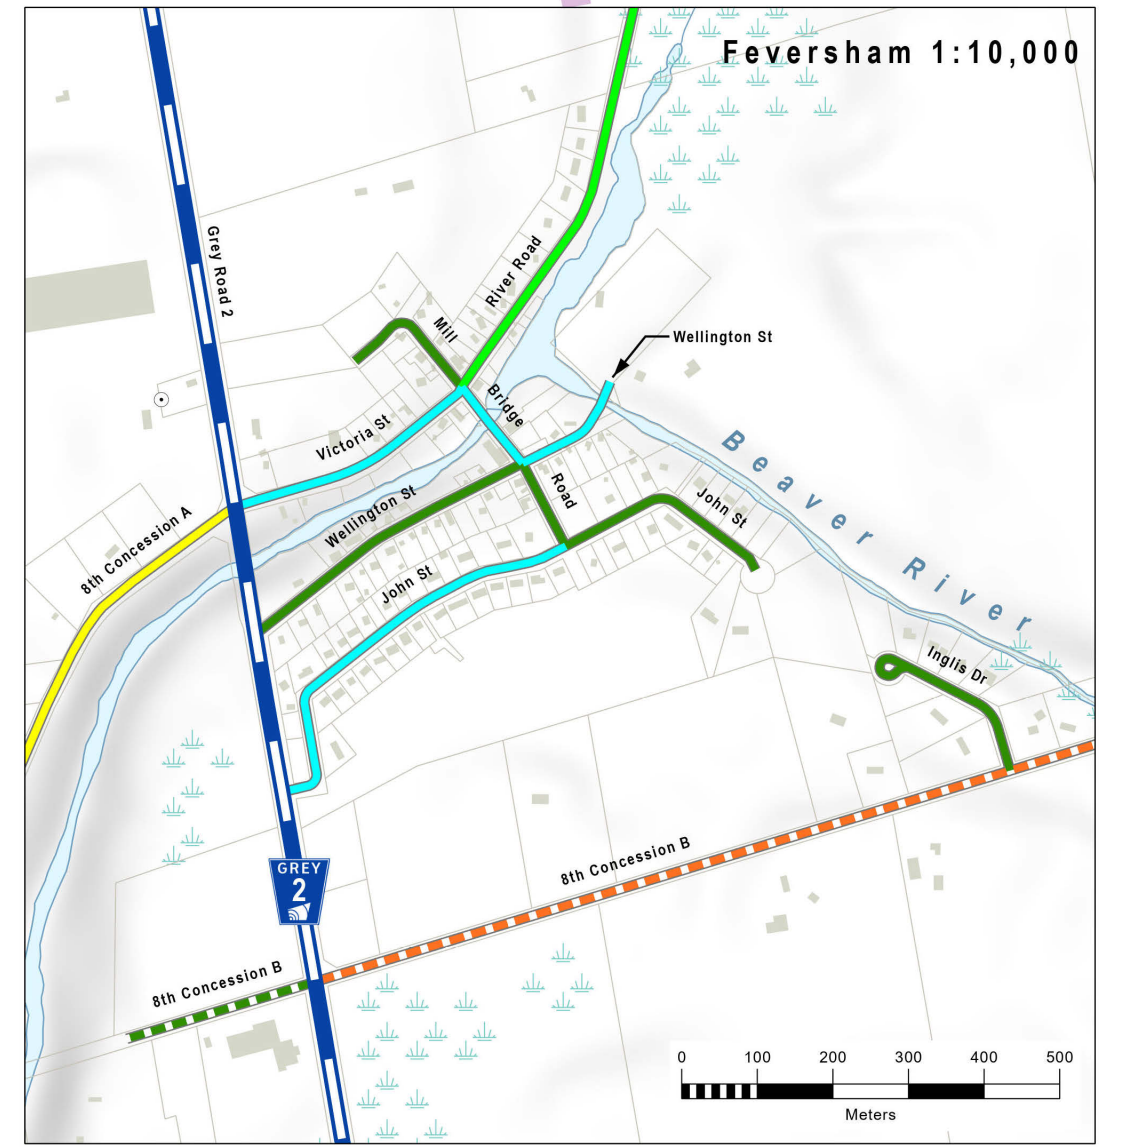 Feversham 1:10,000
Grey Road 2
River Road
Mill
Wellington St
Bridge
Victoria St
Beaver River
Road
Wellington St
John St
8th Concession A
John St
Inglis Dr
8th Concession B
GREY
2
8th Concession B
0 100 200 300 400 500
Meters